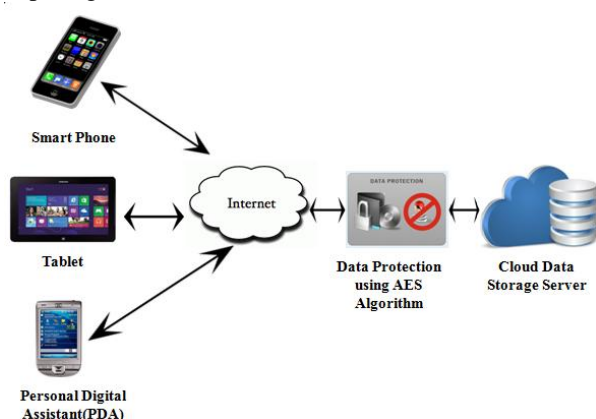 Smart Phone
Internet
DATA PROTECTION
Tablet
Data Protection
using AES
Algorithm
Cloud Data
Storage Server
Personal Digital
Assistant(PDA)